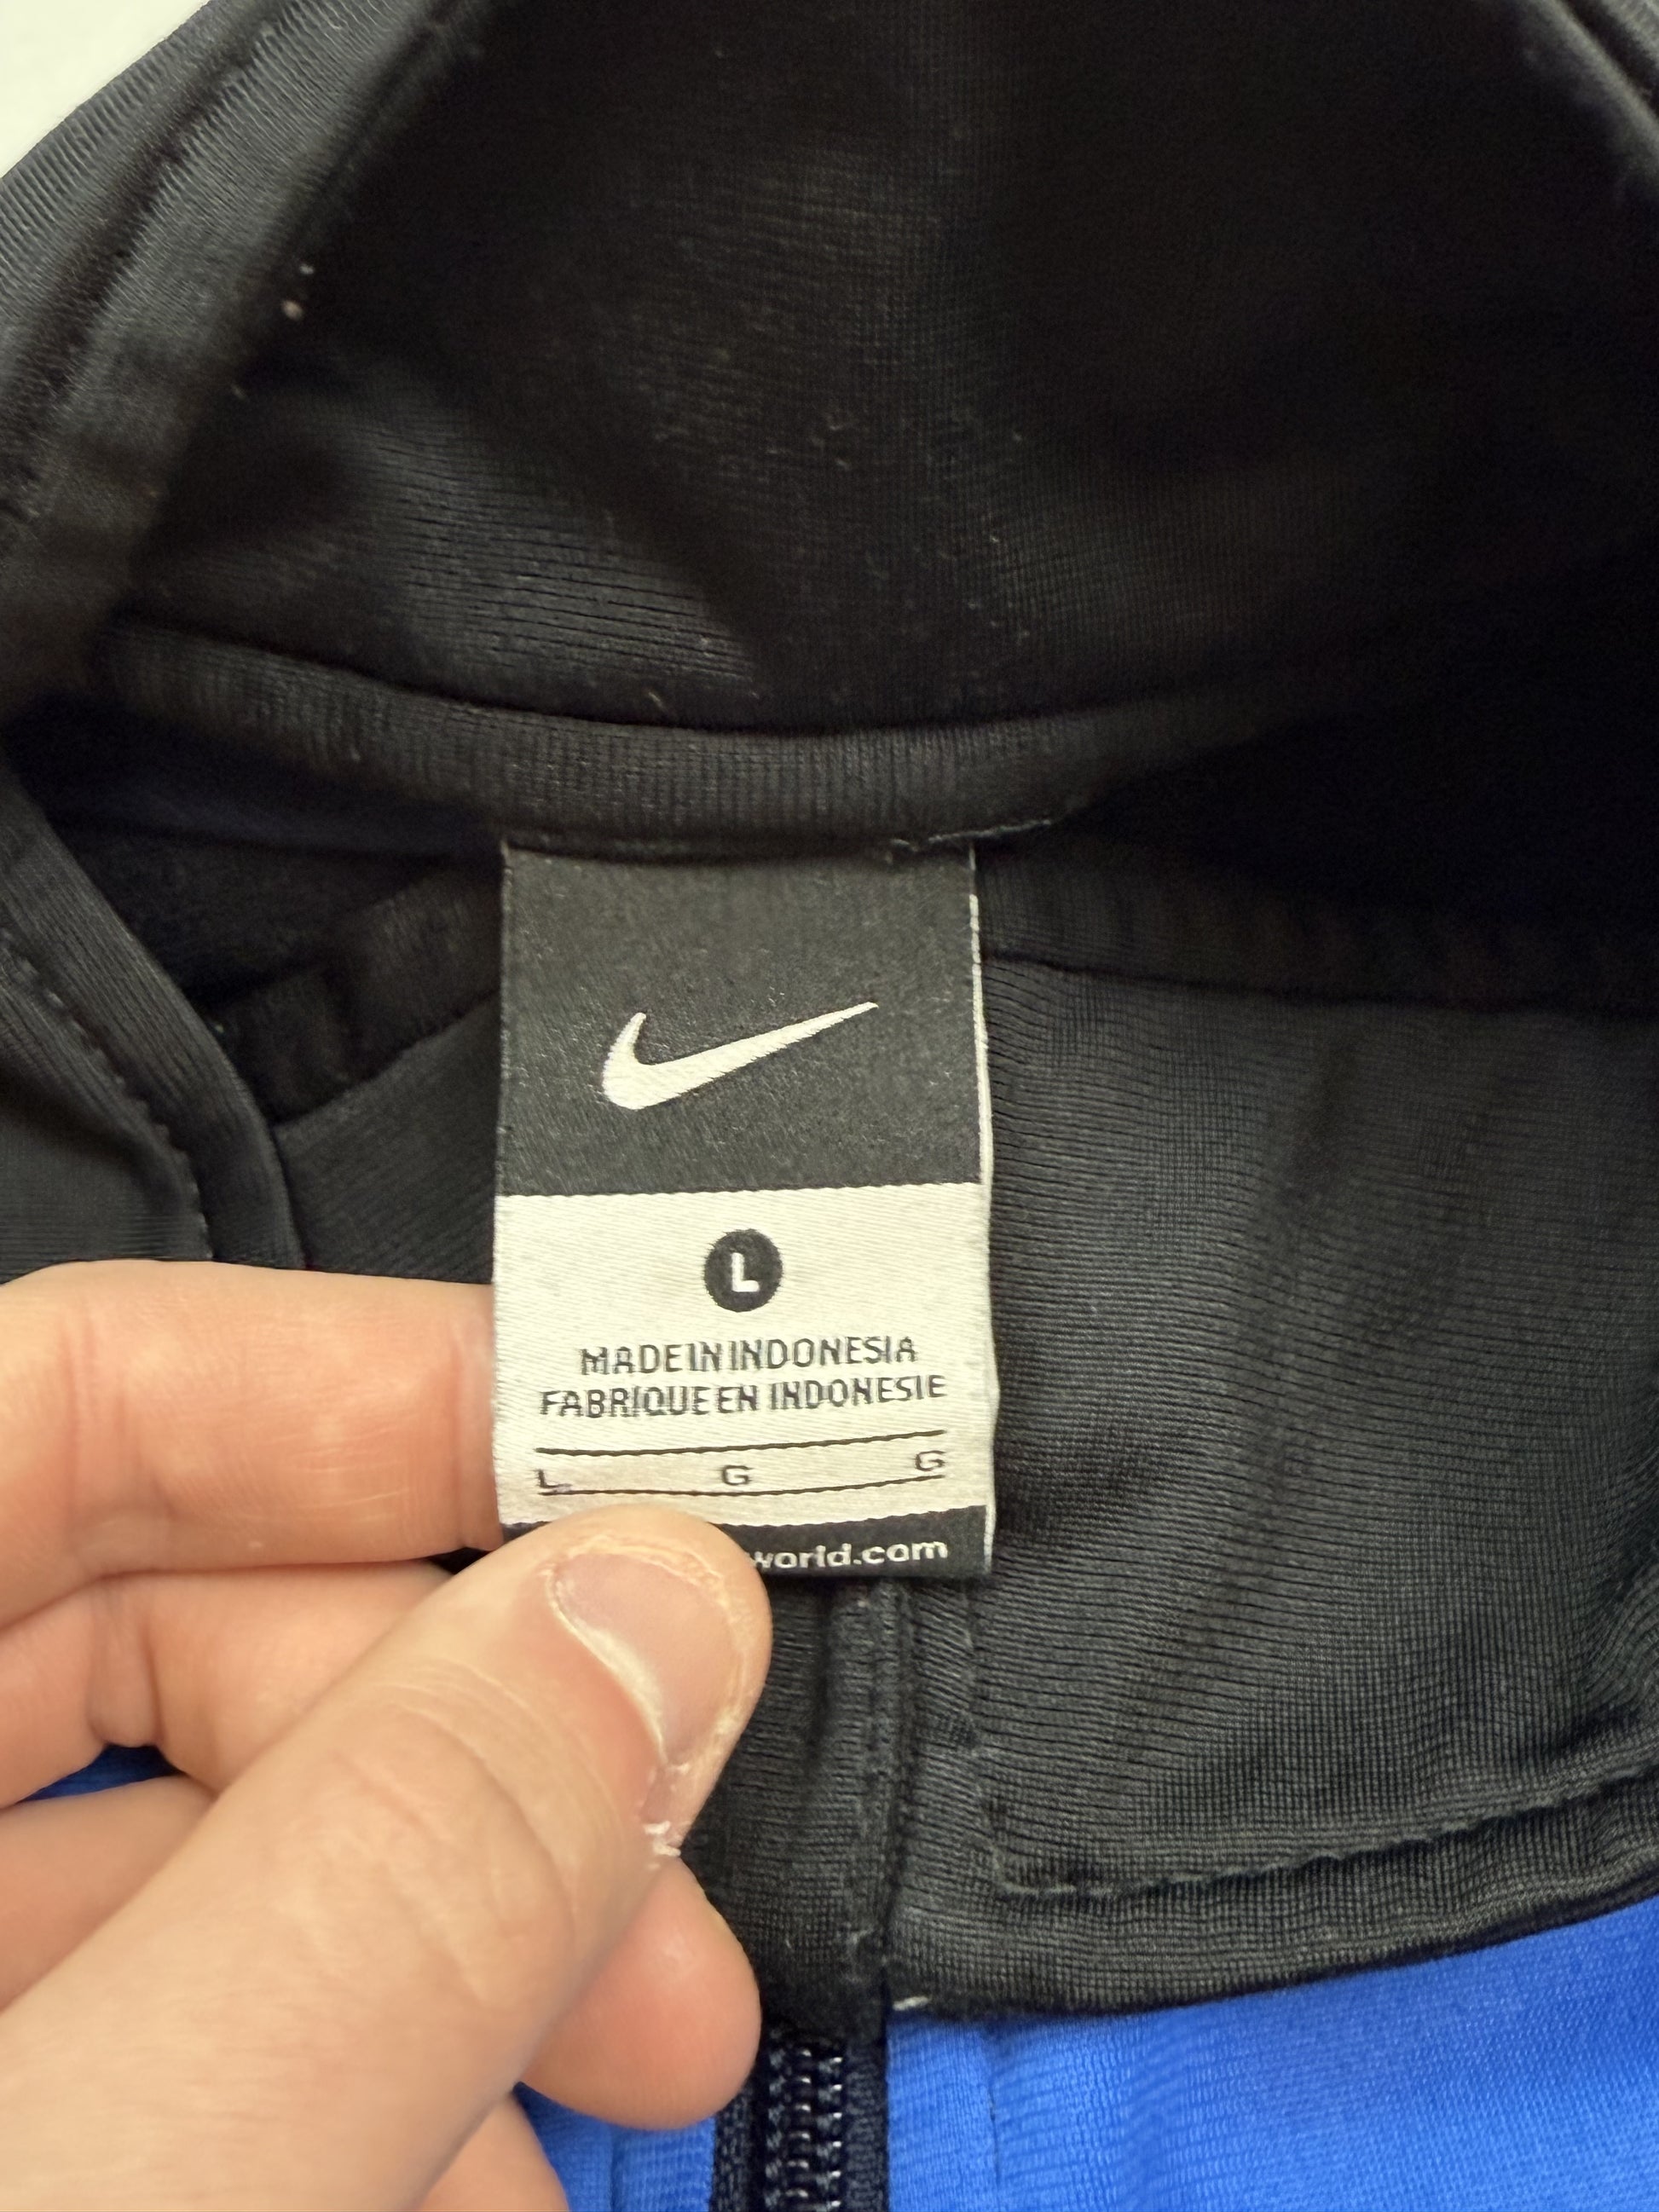 L
MADE IN INDONESIA
FABRIQUE EN INDONESIE
L G G
world.com